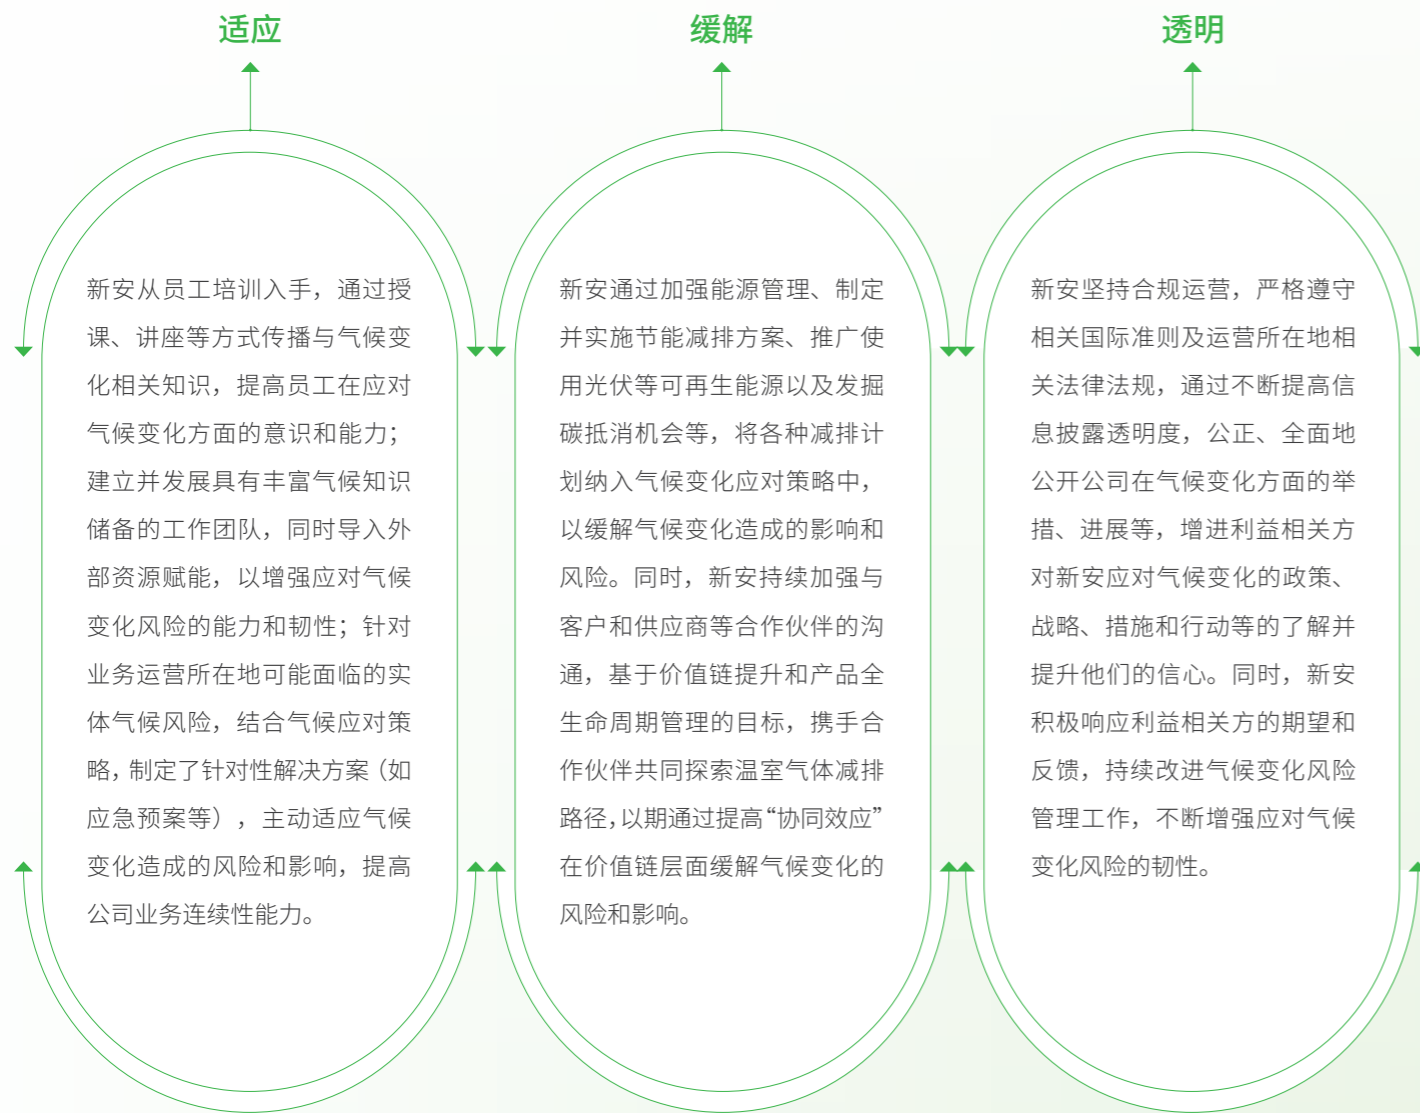 适应
新安从员工培训入手，通过授
课、讲座等方式传播与气候变
化相关知识，提高员工在应对
气候变化方面的意识和能力；
建立并发展具有丰富气候知识
储备的工作团队，同时导入外
部资源赋能，以增强应对气候
变化风险的能力和韧性；针对
业务运营所在地可能面临的实
体气候风险，结合气候应对策
略，制定了针对性解决方案（如
应急预案等），主动适应气候
变化造成的风险和影响，提高
公司业务连续性能力。
缓解
新安通过加强能源管理、制定
并实施节能减排方案、推广使
用光伏等可再生能源以及发掘
碳抵消机会等，将各种减排计
划纳入气候变化应对策略中，
以缓解气候变化造成的影响和
风险。同时，新安持续加强与
客户和供应商等合作伙伴的沟
通，基于价值链提升和产品全
生命周期管理的目标，携手合
作伙伴共同探索温室气体减排
路径，以期通过提高“协同效应”
在价值链层面缓解气候变化的
风险和影响。
透明
新安坚持合规运营，严格遵守
相关国际准则及运营所在地相
关法律法规，通过不断提高信
息披露透明度，公正、全面地
公开公司在气候变化方面的举
措、进展等，增进利益相关方
对新安应对气候变化的政策、
战略、措施和行动等的了解并
提升他们的信心。同时，新安
积极响应利益相关方的期望和
反馈，持续改进气候变化风险
管理工作，不断增强应对气候
变化风险的韧性。